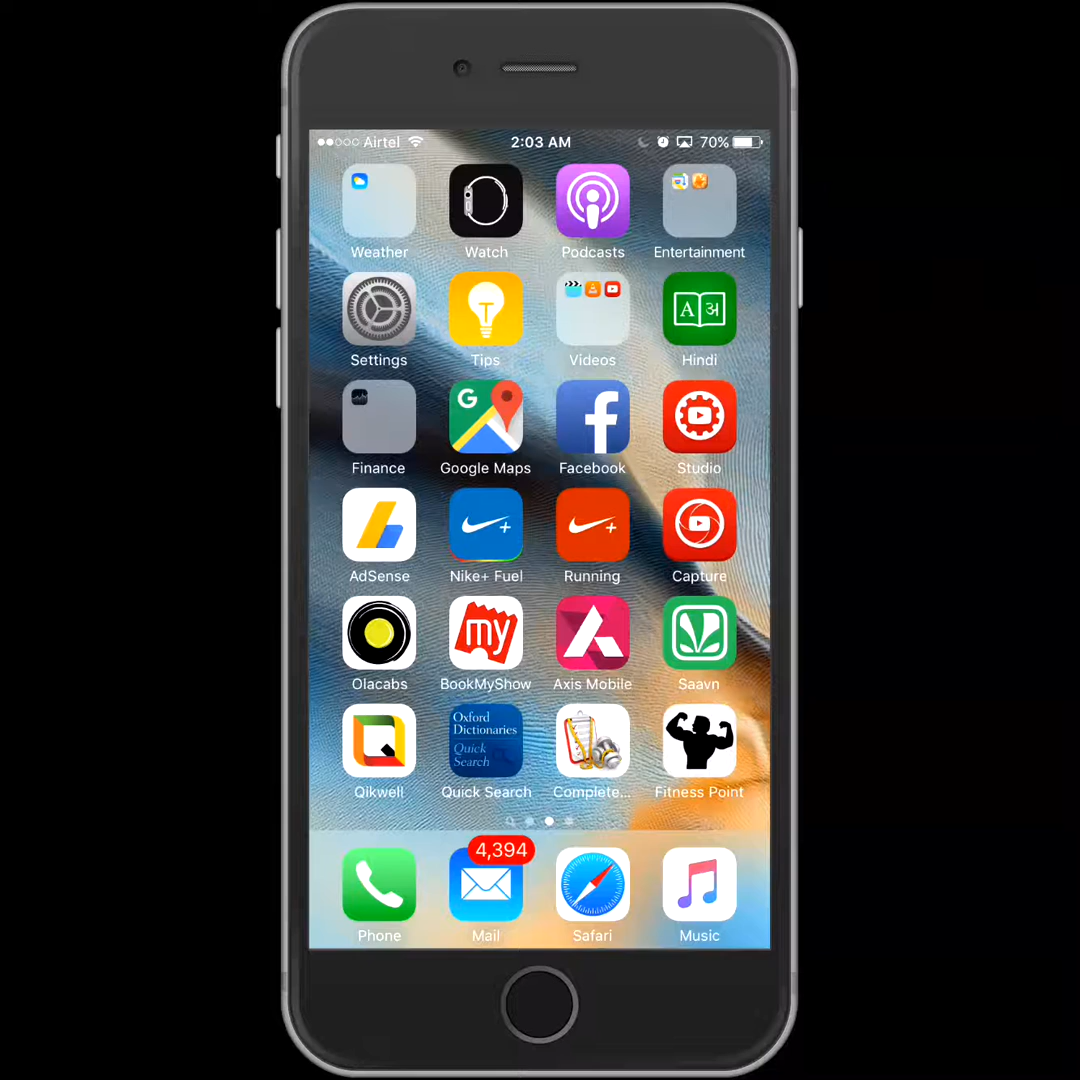 Airtel 2:03 AM 70%
Weather Watch Podcasts Entertainment
T
A अ
Settings Tips Videos Hindi
G
f
Finance Google Maps Facebook Studio
AdSense Nike+ Fuel Running Capture
my
Olacabs BookMyShow Axis Mobile Saavn
Oxford
Dictionaries
Quick
Search
Qikwell Quick Search Complete... Fitness Point
4,394
Phone Mail Safari Music